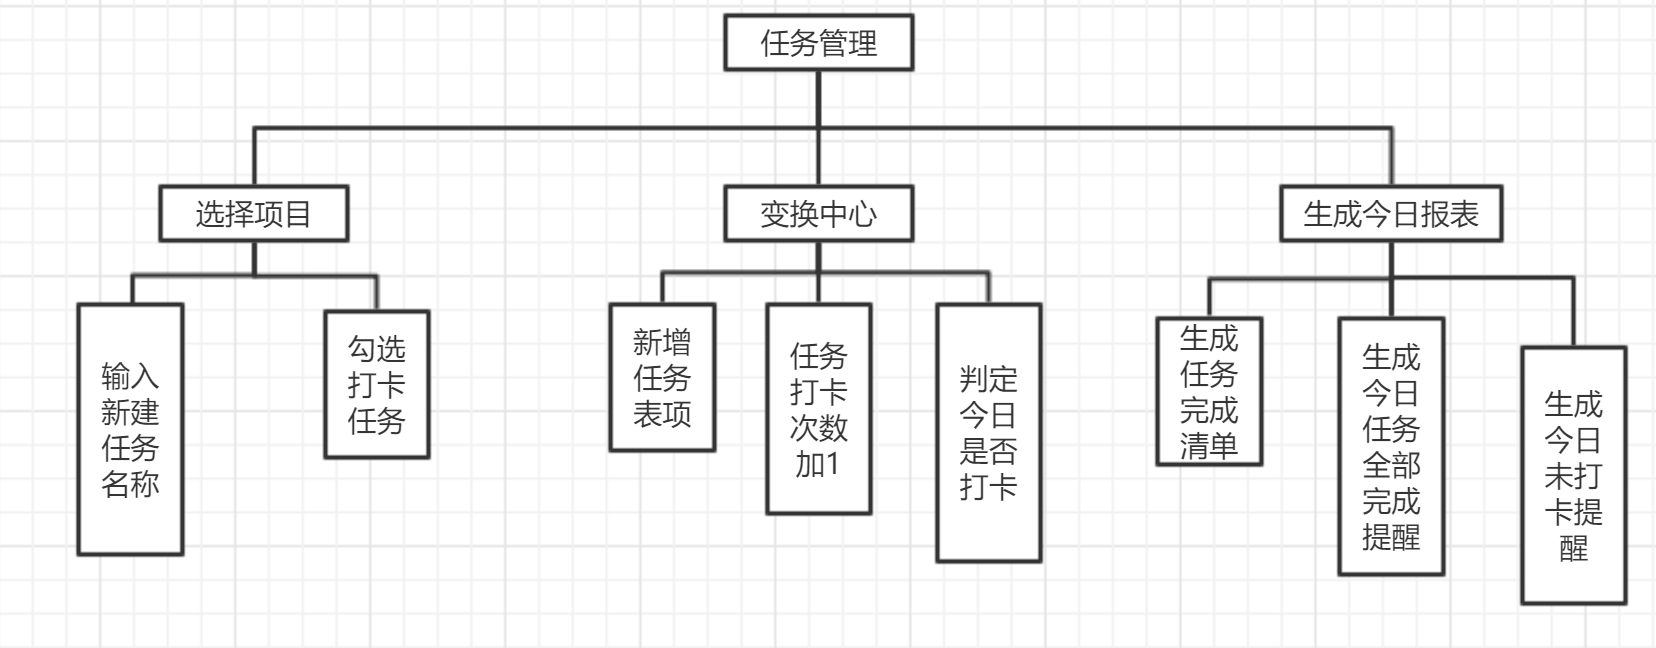 任务管理
选择项目
变换中心
生成今日报表
输入
新建
任务
名称
勾选
打卡
任务
新增
任务
表项
任务
打卡
次数
加1
判定
今日
是否
打卡
生成
任务
完成
清单
生成
今日
任务
全部
完成
提醒
生成
今日
未打
卡提
醒